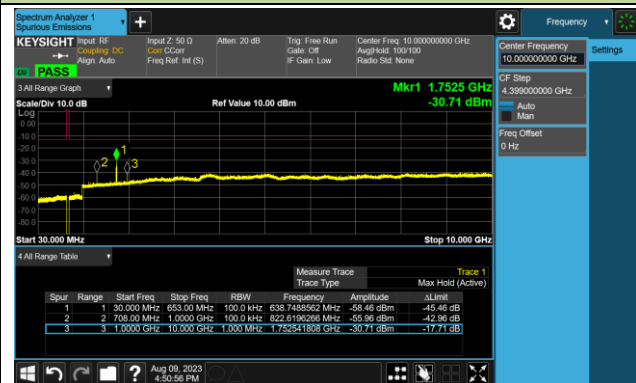 Spectrum Analyzer 1
Spurious Emissions
+
Frequency
KEYSIGHT Input: RF
Coupling: DC
Align: Auto
Input Z: 50 Ω
Corr CCorr
Freq Ref: Int (S)
Atten: 20 dB
Trig: Free Run
Gate: Off
IF Gain: Low
Center Freq: 10.000000000 GHz
Avg|Hold: 100/100
Radio Std: None
PASS
Center Frequency
10.000000000 GHz
Settings
CF Step
4.399000000 GHz
Auto
Man
Freq Offset
0 Hz
3 All Range Graph
Mkr1 1.7525 GHz
Scale/Div 10.0 dB
Ref Value 10.00 dBm
-30.71 dBm
Log
0.00
-10.0
-20.0
-30.0
-40.0
-50.0
-60.0
-70.0
-80.0
1
2
3
Start 30.000 MHz
Stop 10.000 GHz
4 All Range Table
Measure Trace Trace 1
Trace Type Max Hold (Active)
Spur Range Start Freq Stop Freq RBW Frequency Amplitude ΔLimit
1 1 30.000 MHz 653.00 MHz 100.0 kHz 638.7488562 MHz -58.46 dBm -45.46 dB
2 2 708.00 MHz 1.0000 GHz 100.0 kHz 822.6196266 MHz -55.96 dBm -42.96 dB
3 3 1.0000 GHz 10.000 GHz 1.000 MHz 1.752541808 GHz -30.71 dBm -17.71 dB
?
Aug 09, 2023
4:50:56 PM